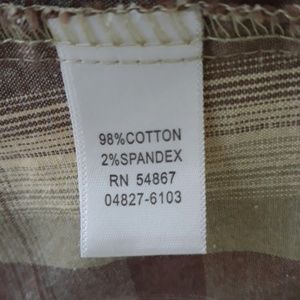 98%COTTON
2%SPANDEX
RN 54867
04827-6103